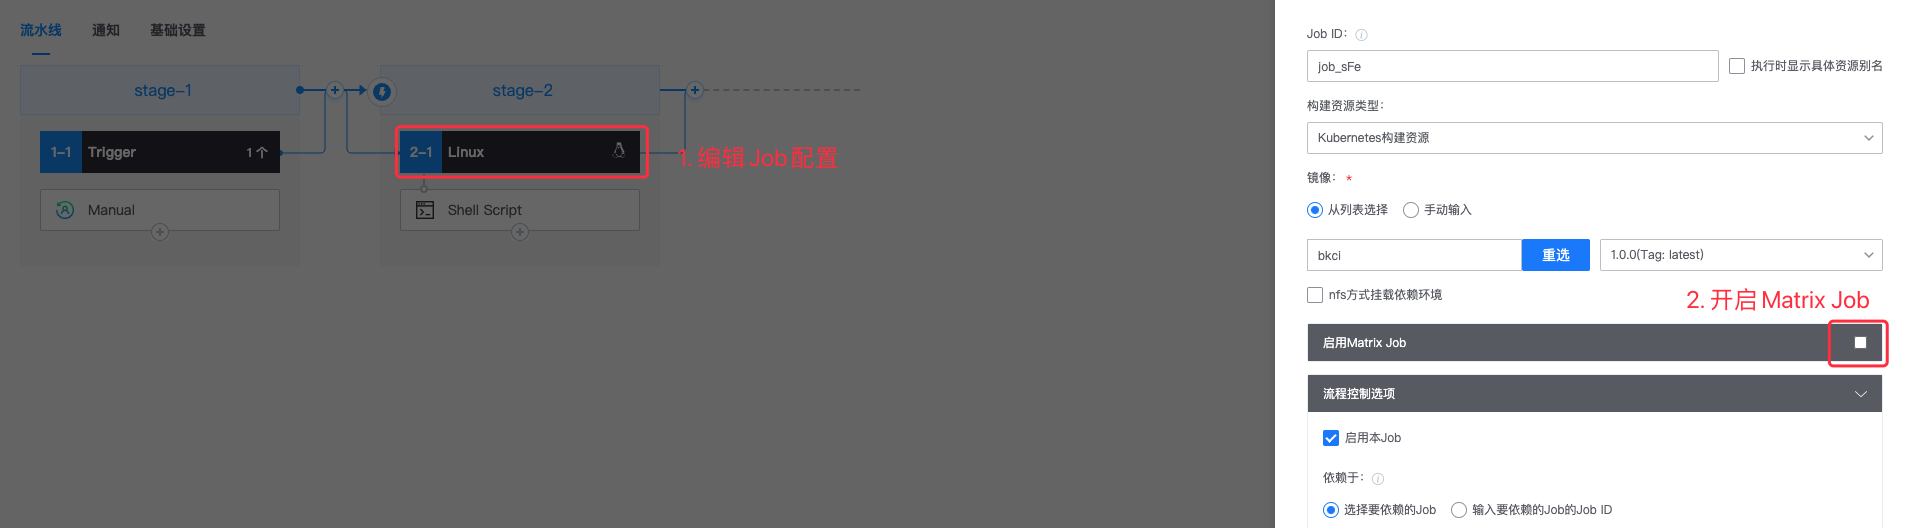 流水线 通知 基础设置
stage-1
stage-2
1-1 Trigger 1个
Manual
2-1 Linux
Shell Script
1. 编辑Job配置
Job ID:
job_sFe
执行时显示具体资源别名
构建资源类型:
Kubernetes构建资源
镜像: *
从列表选择 手动输入
bkci 重选 1.0.0(Tag: latest)
nfs方式挂载依赖环境
2. 开启Matrix Job
启用Matrix Job
流程控制选项
启用本Job
依赖于:
选择要依赖的Job 输入要依赖的Job的Job ID